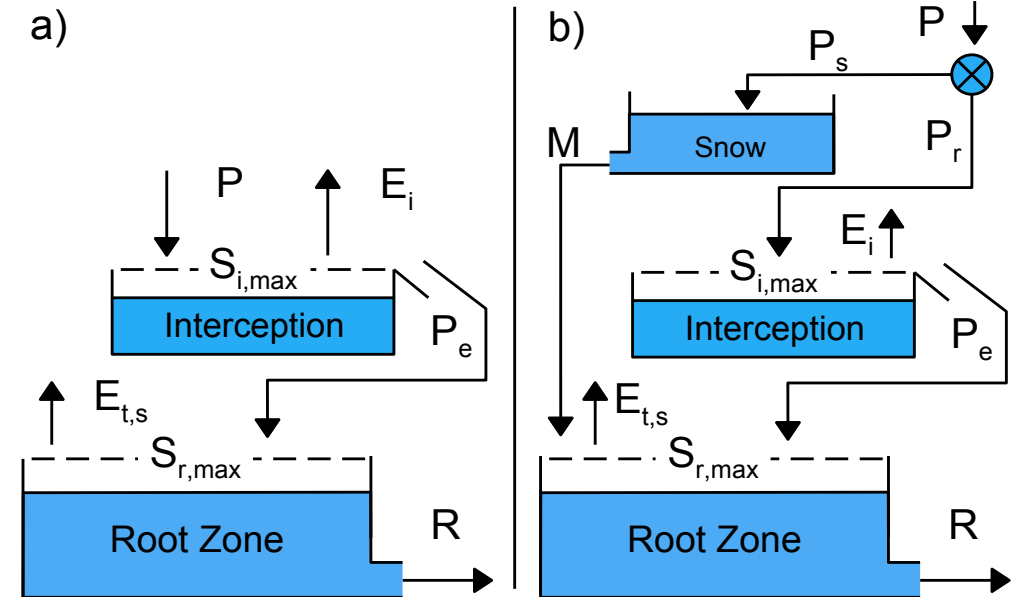 a)
P
E_i
S_i,max
Interception
P_e
E_t,s
S_r,max
Root Zone
R
b)
P
P_s
P_r
M
Snow
E_i
S_i,max
Interception
P_e
E_t,s
S_r,max
Root Zone
R